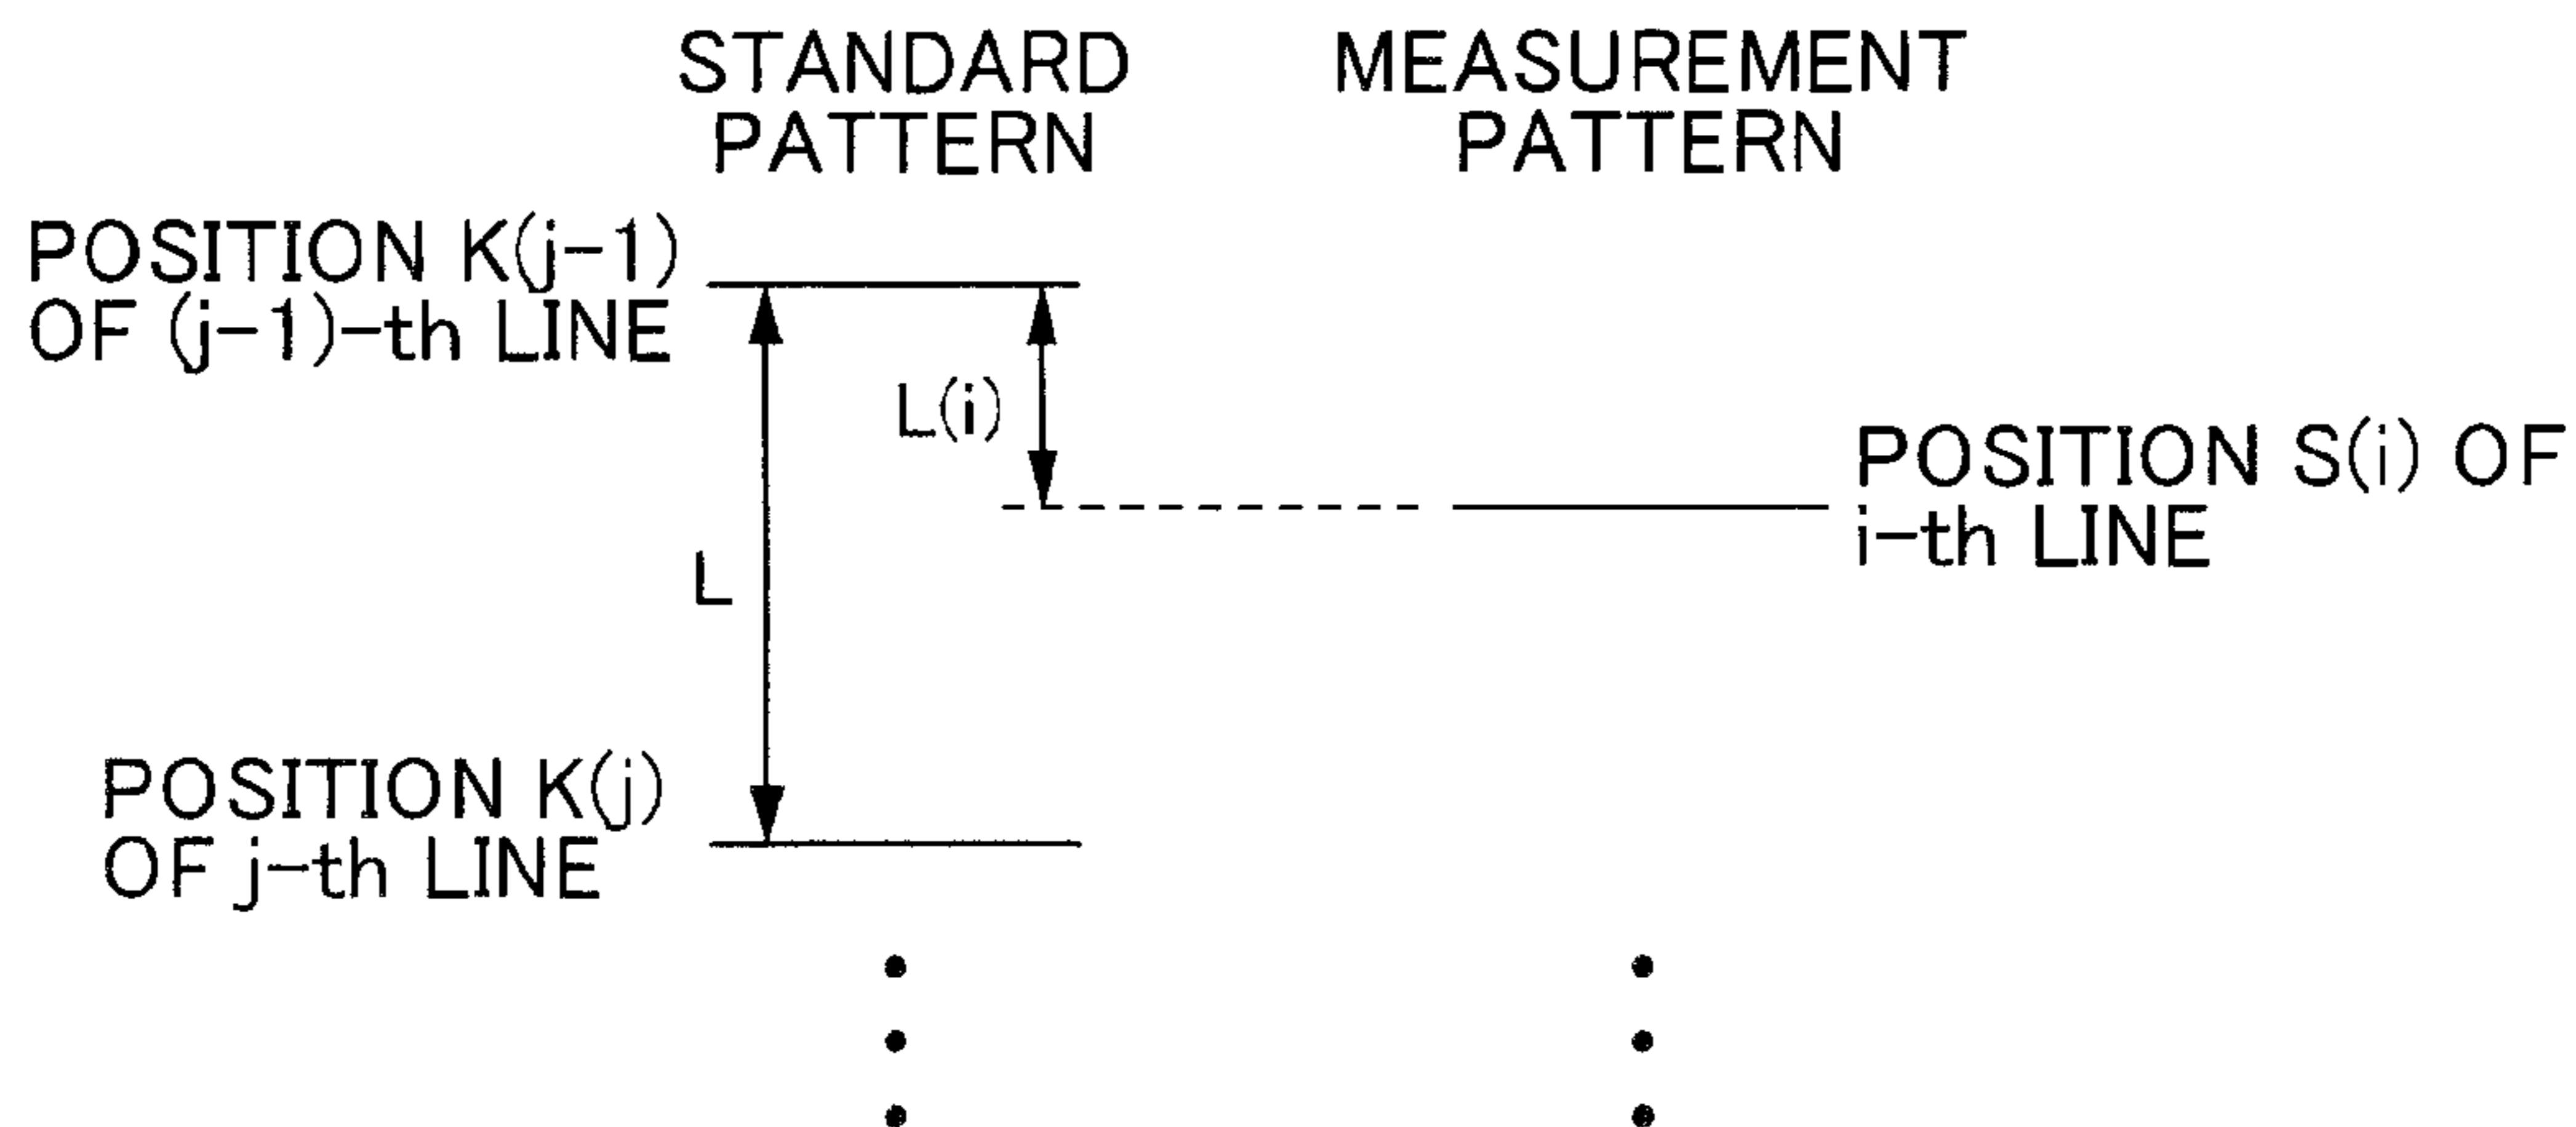 STANDARD
PATTERN
MEASUREMENT
PATTERN
POSITION K(j-1)
OF (j-1)-th LINE
L(i)
POSITION S(i) OF
i-th LINE
L
POSITION K(j)
OF j-th LINE